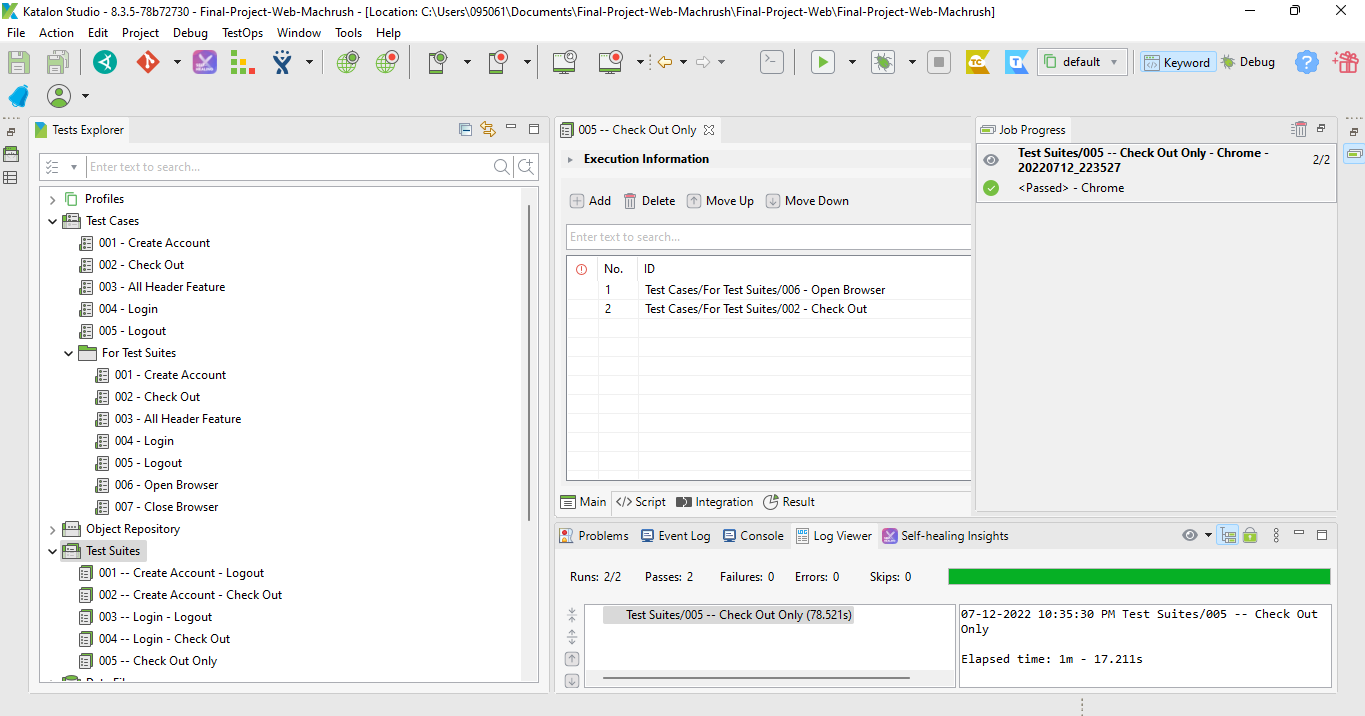 Katalon Studio - 8.3.5-78b72730 - Final-Project-Web-Machrush - [Location: C:\Users\095061\Documents\Final-Project-Web-Machrush\Final-Project-Web\Final-Project-Web-Machrush]
File Action Edit Project Debug TestOps Window Tools Help
TC T default Keyword Debug
Tests Explorer
Enter text to search...
Profiles
Test Cases
001 - Create Account
002 - Check Out
003 - All Header Feature
004 - Login
005 - Logout
For Test Suites
001 - Create Account
002 - Check Out
003 - All Header Feature
004 - Login
005 - Logout
006 - Open Browser
007 - Close Browser
Object Repository
Test Suites
001 -- Create Account - Logout
002 -- Create Account - Check Out
003 -- Login - Logout
004 -- Login - Check Out
005 -- Check Out Only
005 -- Check Out Only
Execution Information
Add Delete Move Up Move Down
Enter text to search...
No. ID
1 Test Cases/For Test Suites/006 - Open Browser
2 Test Cases/For Test Suites/002 - Check Out
Main </> Script Integration Result
Job Progress
Test Suites/005 -- Check Out Only - Chrome - 2/2
20220712_223527
<Passed> - Chrome
Problems Event Log Console Log Viewer Self-healing Insights
Runs: 2/2 Passes: 2 Failures: 0 Errors: 0 Skips: 0
Test Suites/005 -- Check Out Only (78.521s)
07-12-2022 10:35:30 PM Test Suites/005 -- Check Out
Only
Elapsed time: 1m - 17.211s